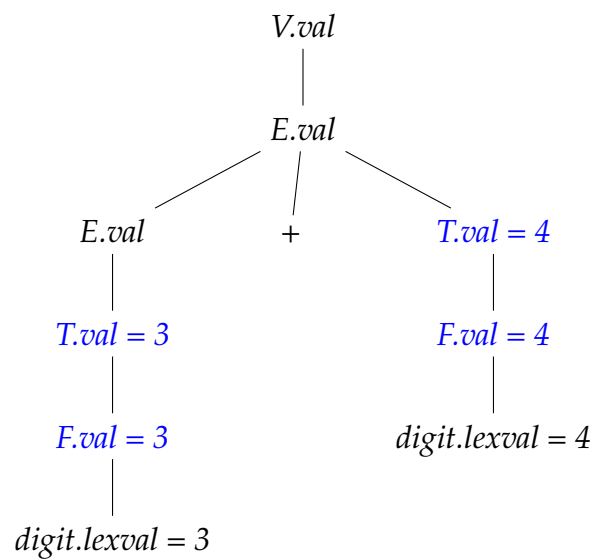 V.val
E.val
E.val + T.val = 4
T.val = 3 F.val = 4
F.val = 3 digit.lexval = 4
digit.lexval = 3